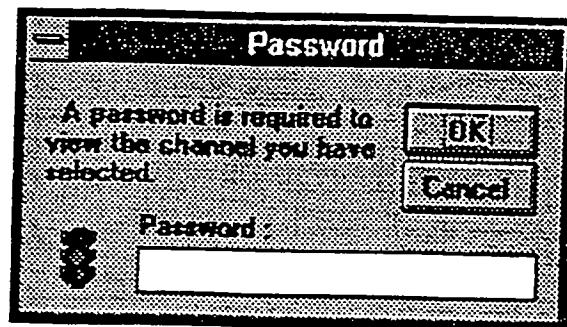 Password
A password is required to
view the channel you have
selected.
OK
Cancel
Password :